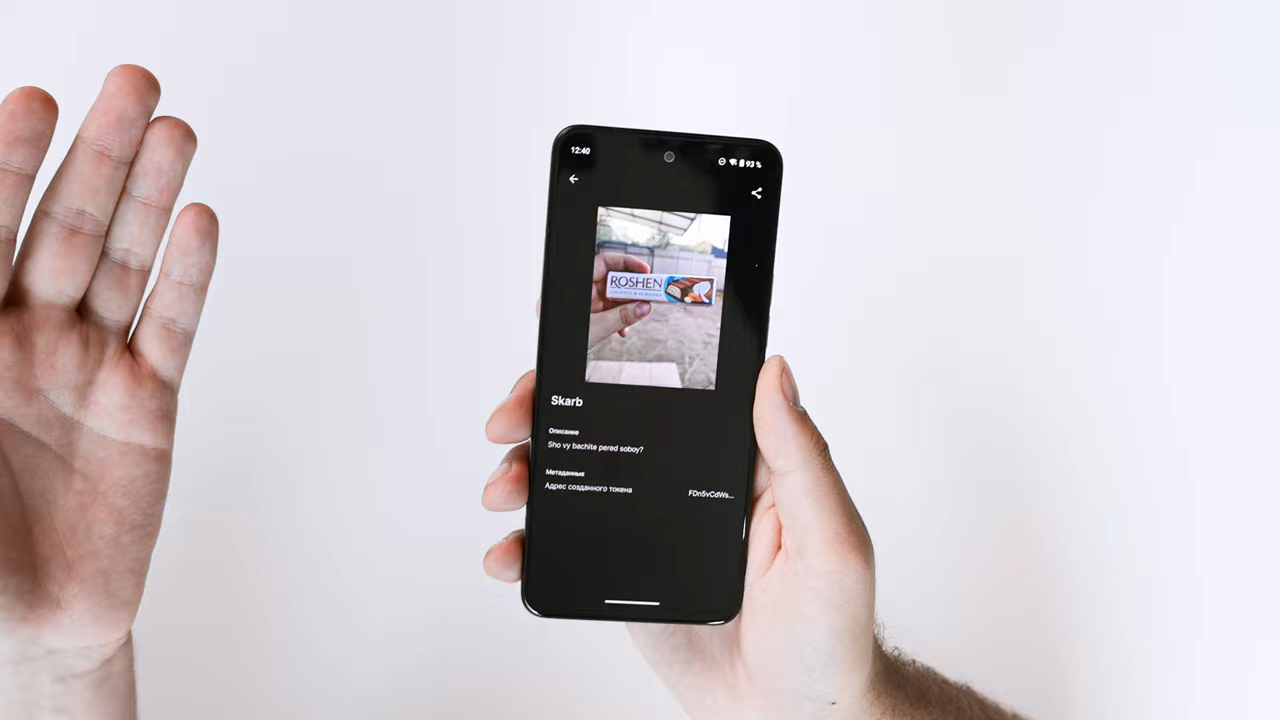 12:40
93 %
ROSHEN
Skarb
Описание
Sho vy bachite pered soboy?
Метаданные
Адрес созданного токена
FDn5vCdWs...